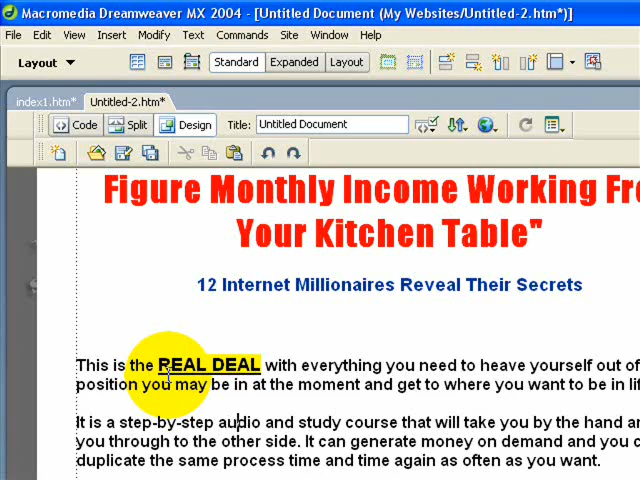 Macromedia Dreamweaver MX 2004 - [Untitled Document (My Websites/Untitled-2.htm*)]
File Edit View Insert Modify Text Commands Site Window Help
Layout Standard Expanded Layout
index1.htm* Untitled-2.htm*
Code Split Design Title: Untitled Document
Figure Monthly Income Working Fro
Your Kitchen Table"
12 Internet Millionaires Reveal Their Secrets
This is the REAL DEAL with everything you need to heave yourself out of
position you may be in at the moment and get to where you want to be in lif
It is a step-by-step audio and study course that will take you by the hand an
you through to the other side. It can generate money on demand and you c
duplicate the same process time and time again as often as you want.